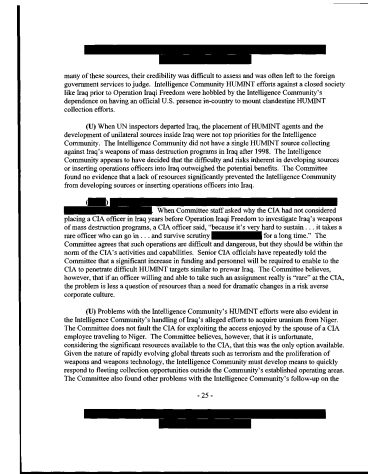 many of these sources, their credibility was difficult to assess and was often left to the foreign
government services to judge. Intelligence Community HUMINT efforts against a closed society
like Iraq prior to Operation Iraqi Freedom were hobbled by the Intelligence Community's
dependence on having an official U.S. presence in-country to mount clandestine HUMINT
collection efforts.
(U) When UN inspectors departed Iraq, the placement of HUMINT agents and the
development of unilateral sources inside Iraq were not top priorities for the Intelligence
Community. The Intelligence Community did not have a single HUMINT source collecting
against Iraq's weapons of mass destruction programs in Iraq after 1998. The Intelligence
Community appears to have decided that the difficulty and risks inherent in developing sources
or inserting operations officers into Iraq outweighed the potential benefits. The Committee
found no evidence that a lack of resources significantly prevented the Intelligence Community
from developing sources or inserting operations officers into Iraq.
( )
. When Committee staff asked why the CIA had not considered
placing a CIA officer in Iraq years before Operation Iraqi Freedom to investigate Iraq's weapons
of mass destruction programs, a CIA officer said, "because it's very hard to sustain . . . it takes a
rare officer who can go in . . . and survive scrutiny for a long time." The
Committee agrees that such operations are difficult and dangerous, but they should be within the
norm of the CIA's activities and capabilities. Senior CIA officials have repeatedly told the
Committee that a significant increase in funding and personnel will be required to enable to the
CIA to penetrate difficult HUMINT targets similar to prewar Iraq. The Committee believes,
however, that if an officer willing and able to take such an assignment really is "rare" at the CIA,
the problem is less a question of resources than a need for dramatic changes in a risk averse
corporate culture.
(U) Problems with the Intelligence Community's HUMINT efforts were also evident in
the Intelligence Community's handling of Iraq's alleged efforts to acquire uranium from Niger.
The Committee does not fault the CIA for exploiting the access enjoyed by the spouse of a CIA
employee traveling to Niger. The Committee believes, however, that it is unfortunate,
considering the significant resources available to the CIA, that this was the only option available.
Given the nature of rapidly evolving global threats such as terrorism and the proliferation of
weapons and weapons technology, the Intelligence Community must develop means to quickly
respond to fleeting collection opportunities outside the Community's established operating areas.
The Committee also found other problems with the Intelligence Community's follow-up on the
- 25 -